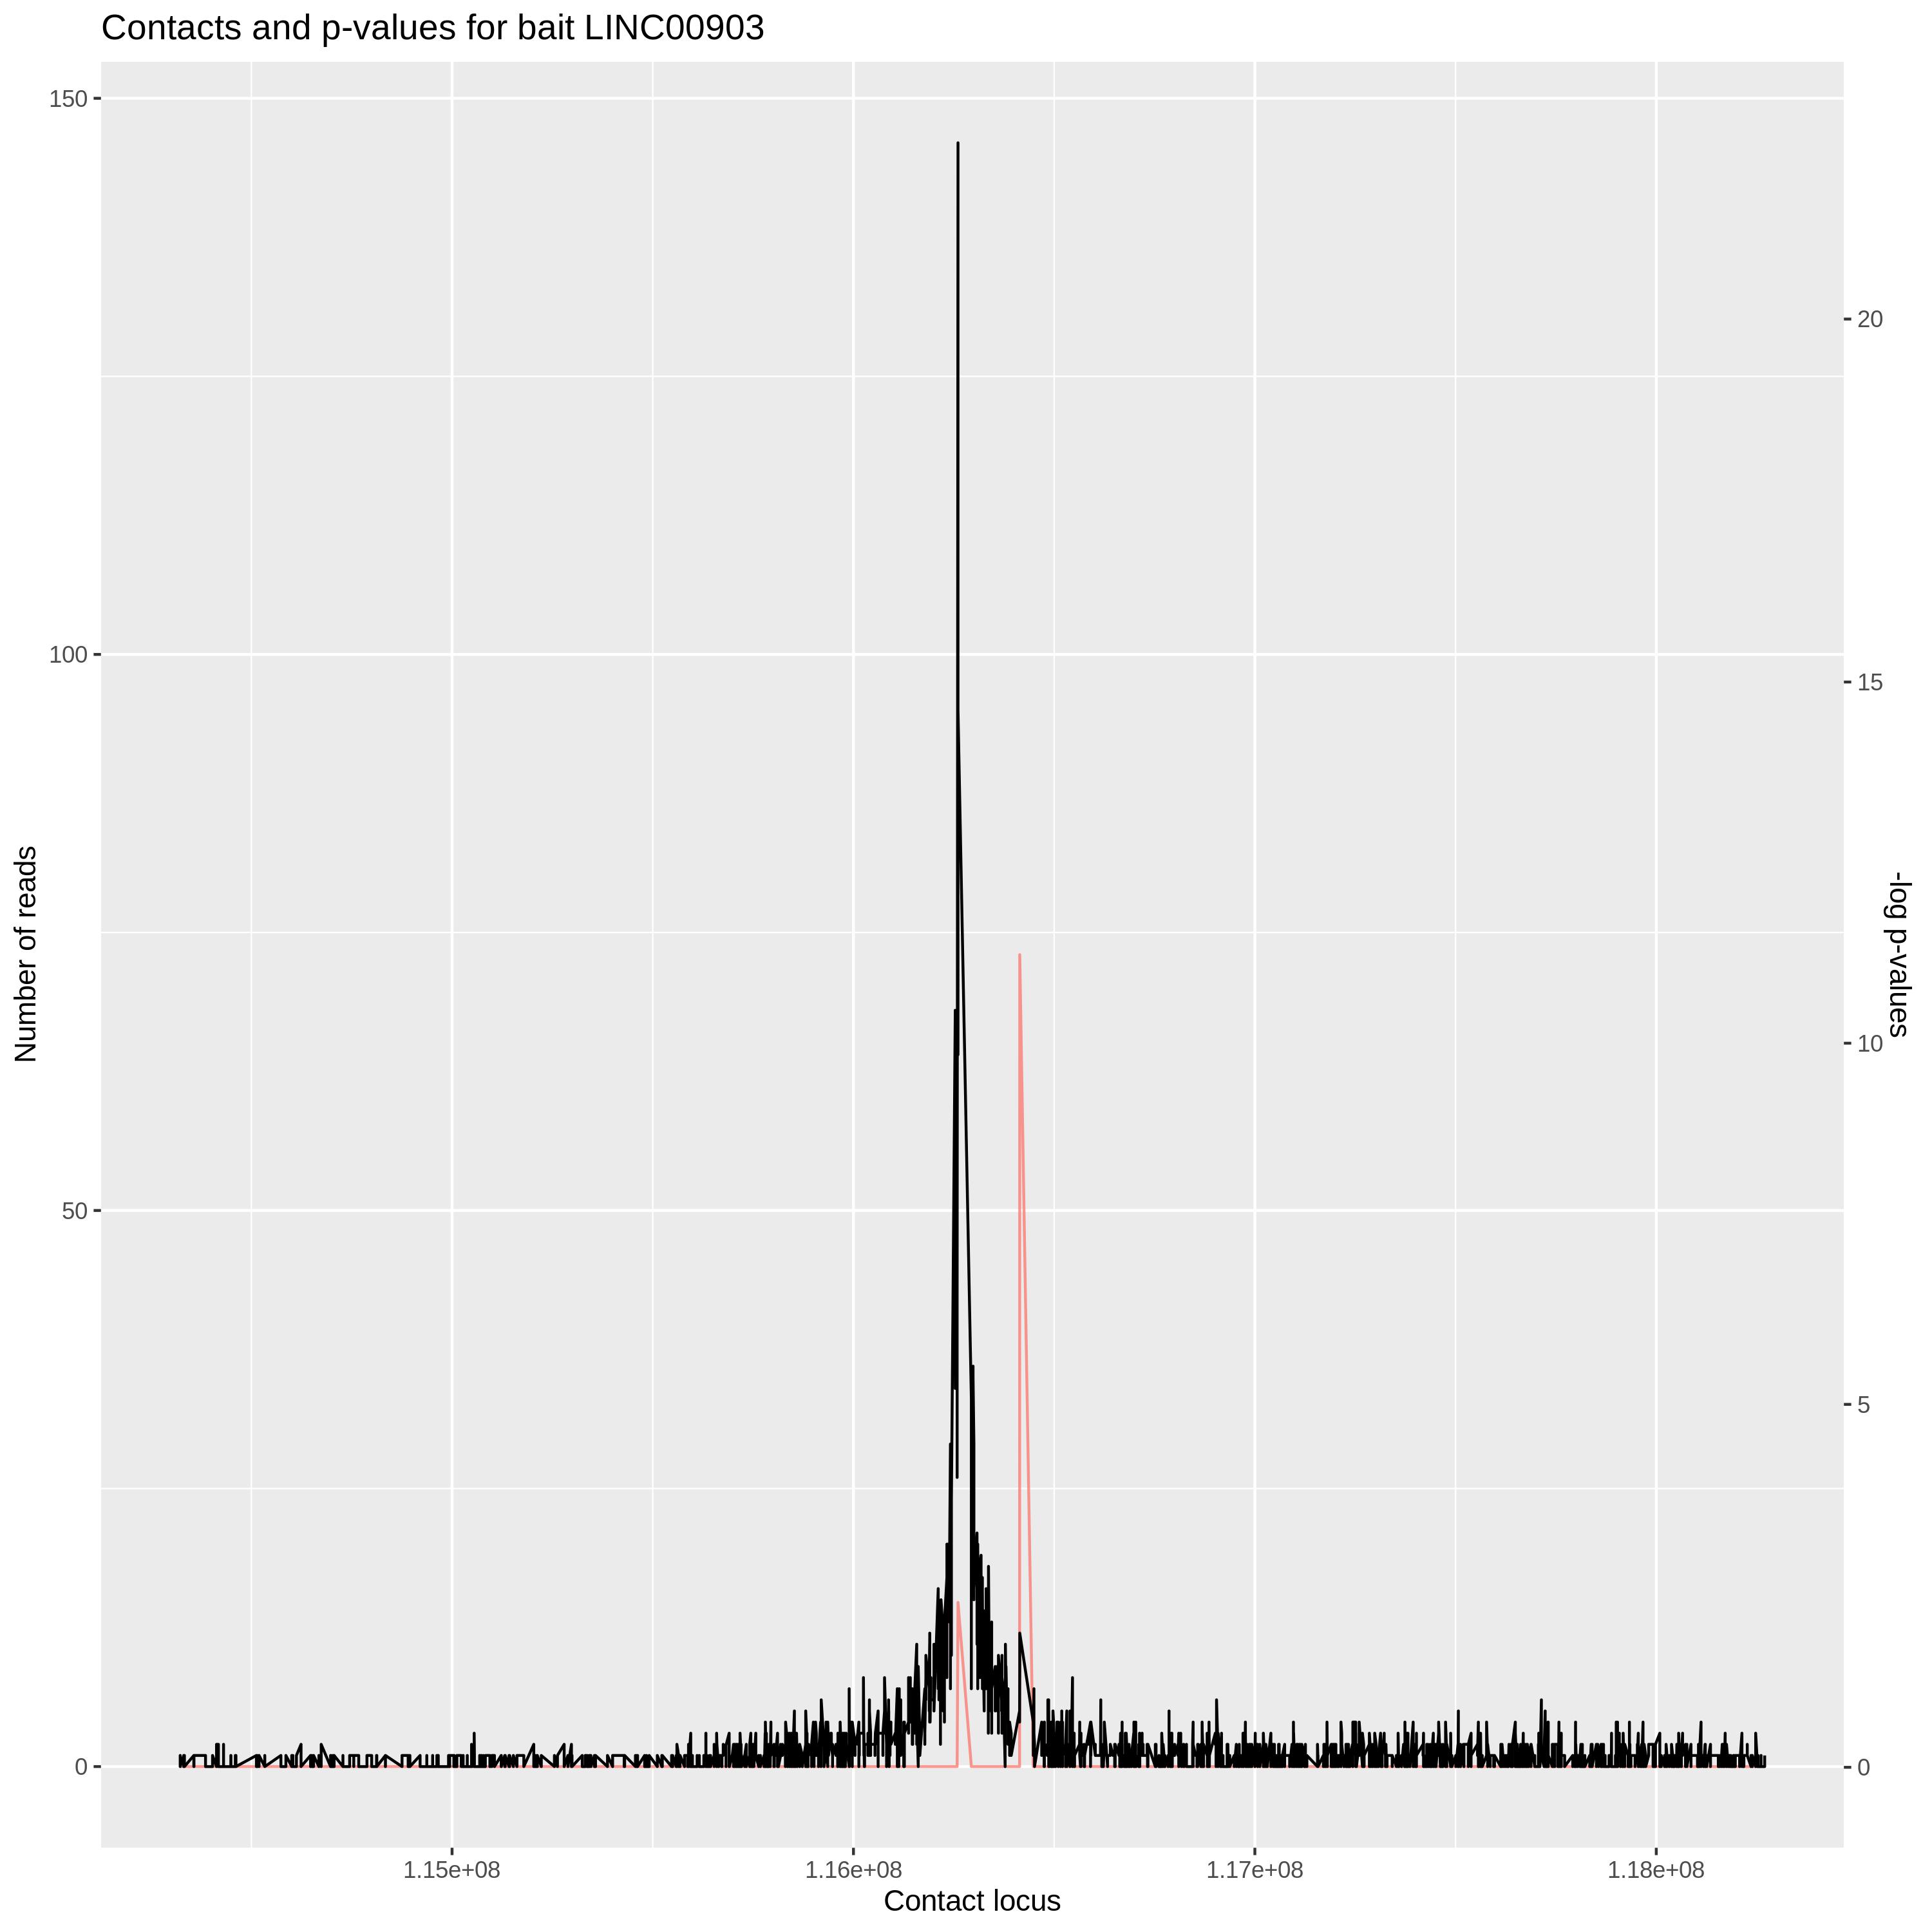 Contacts and p-values for bait LINC00903
150
100
50
0
20
15
10
5
0
Number of reads
-log p-values
1.15e+08
1.16e+08
1.17e+08
1.18e+08
Contact locus